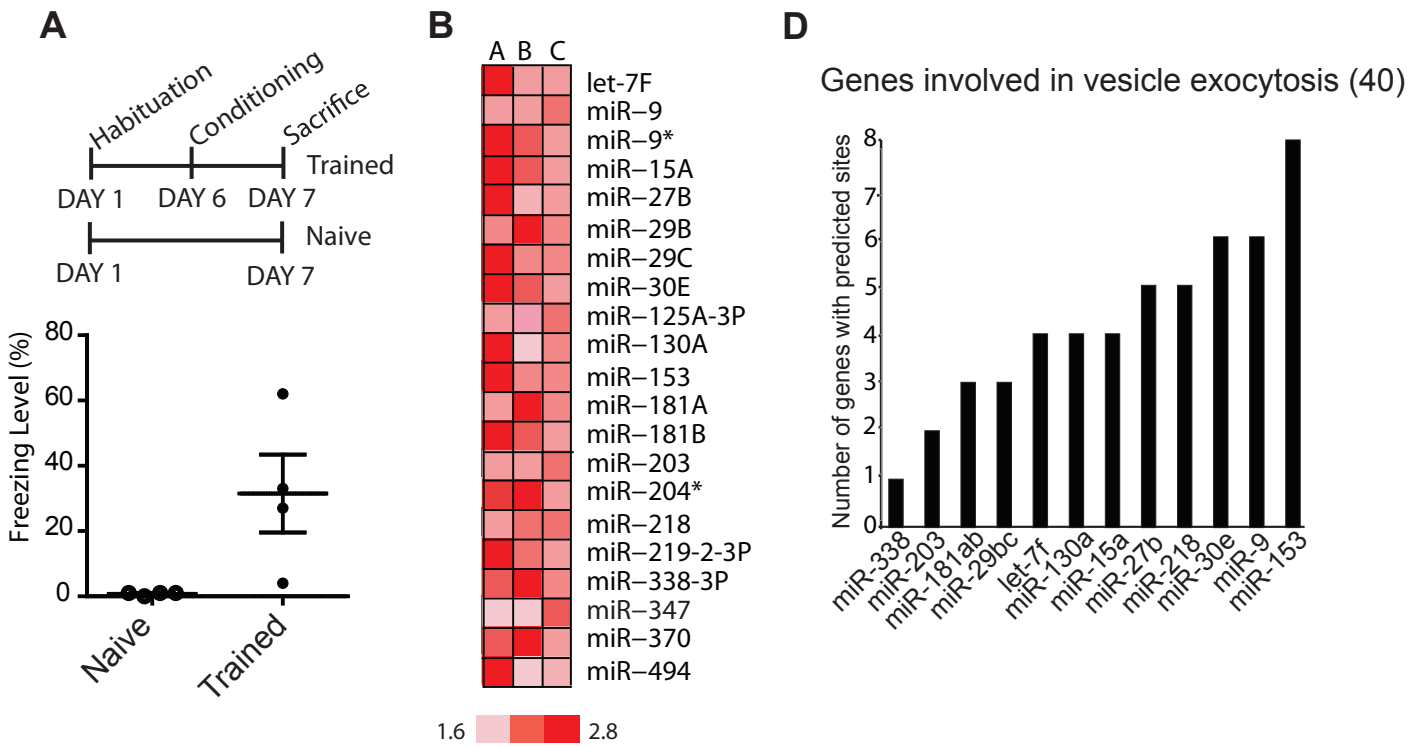 A
Habituation
Conditioning
Sacrifice
Trained
DAY 1 DAY 6 DAY 7
Naive
DAY 1 DAY 7
Freezing Level (%)
80
60
40
20
0
Naive
Trained
B
A B C
let-7F
miR−9
miR−9*
miR−15A
miR−27B
miR−29B
miR−29C
miR−30E
miR−125A-3P
miR−130A
miR−153
miR−181A
miR−181B
miR−203
miR−204*
miR−218
miR−219-2-3P
miR−338-3P
miR−347
miR−370
miR−494
1.6 2.8
D
Genes involved in vesicle exocytosis (40)
Number of genes with predicted sites
8
7
6
5
4
3
2
1
0
miR-338
miR-203
miR-181ab
miR-29bc
let-7f
miR-130a
miR-15a
miR-27b
miR-218
miR-30e
miR-9
miR-153